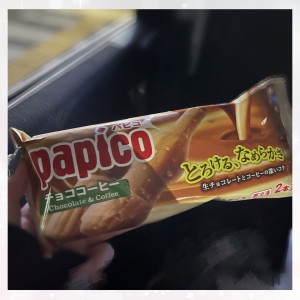 パピコ
papico
チョココーヒー
Chocolate & Coffee
とろける、なめらかさ
生チョコレートとコーヒーの深いコク
2本